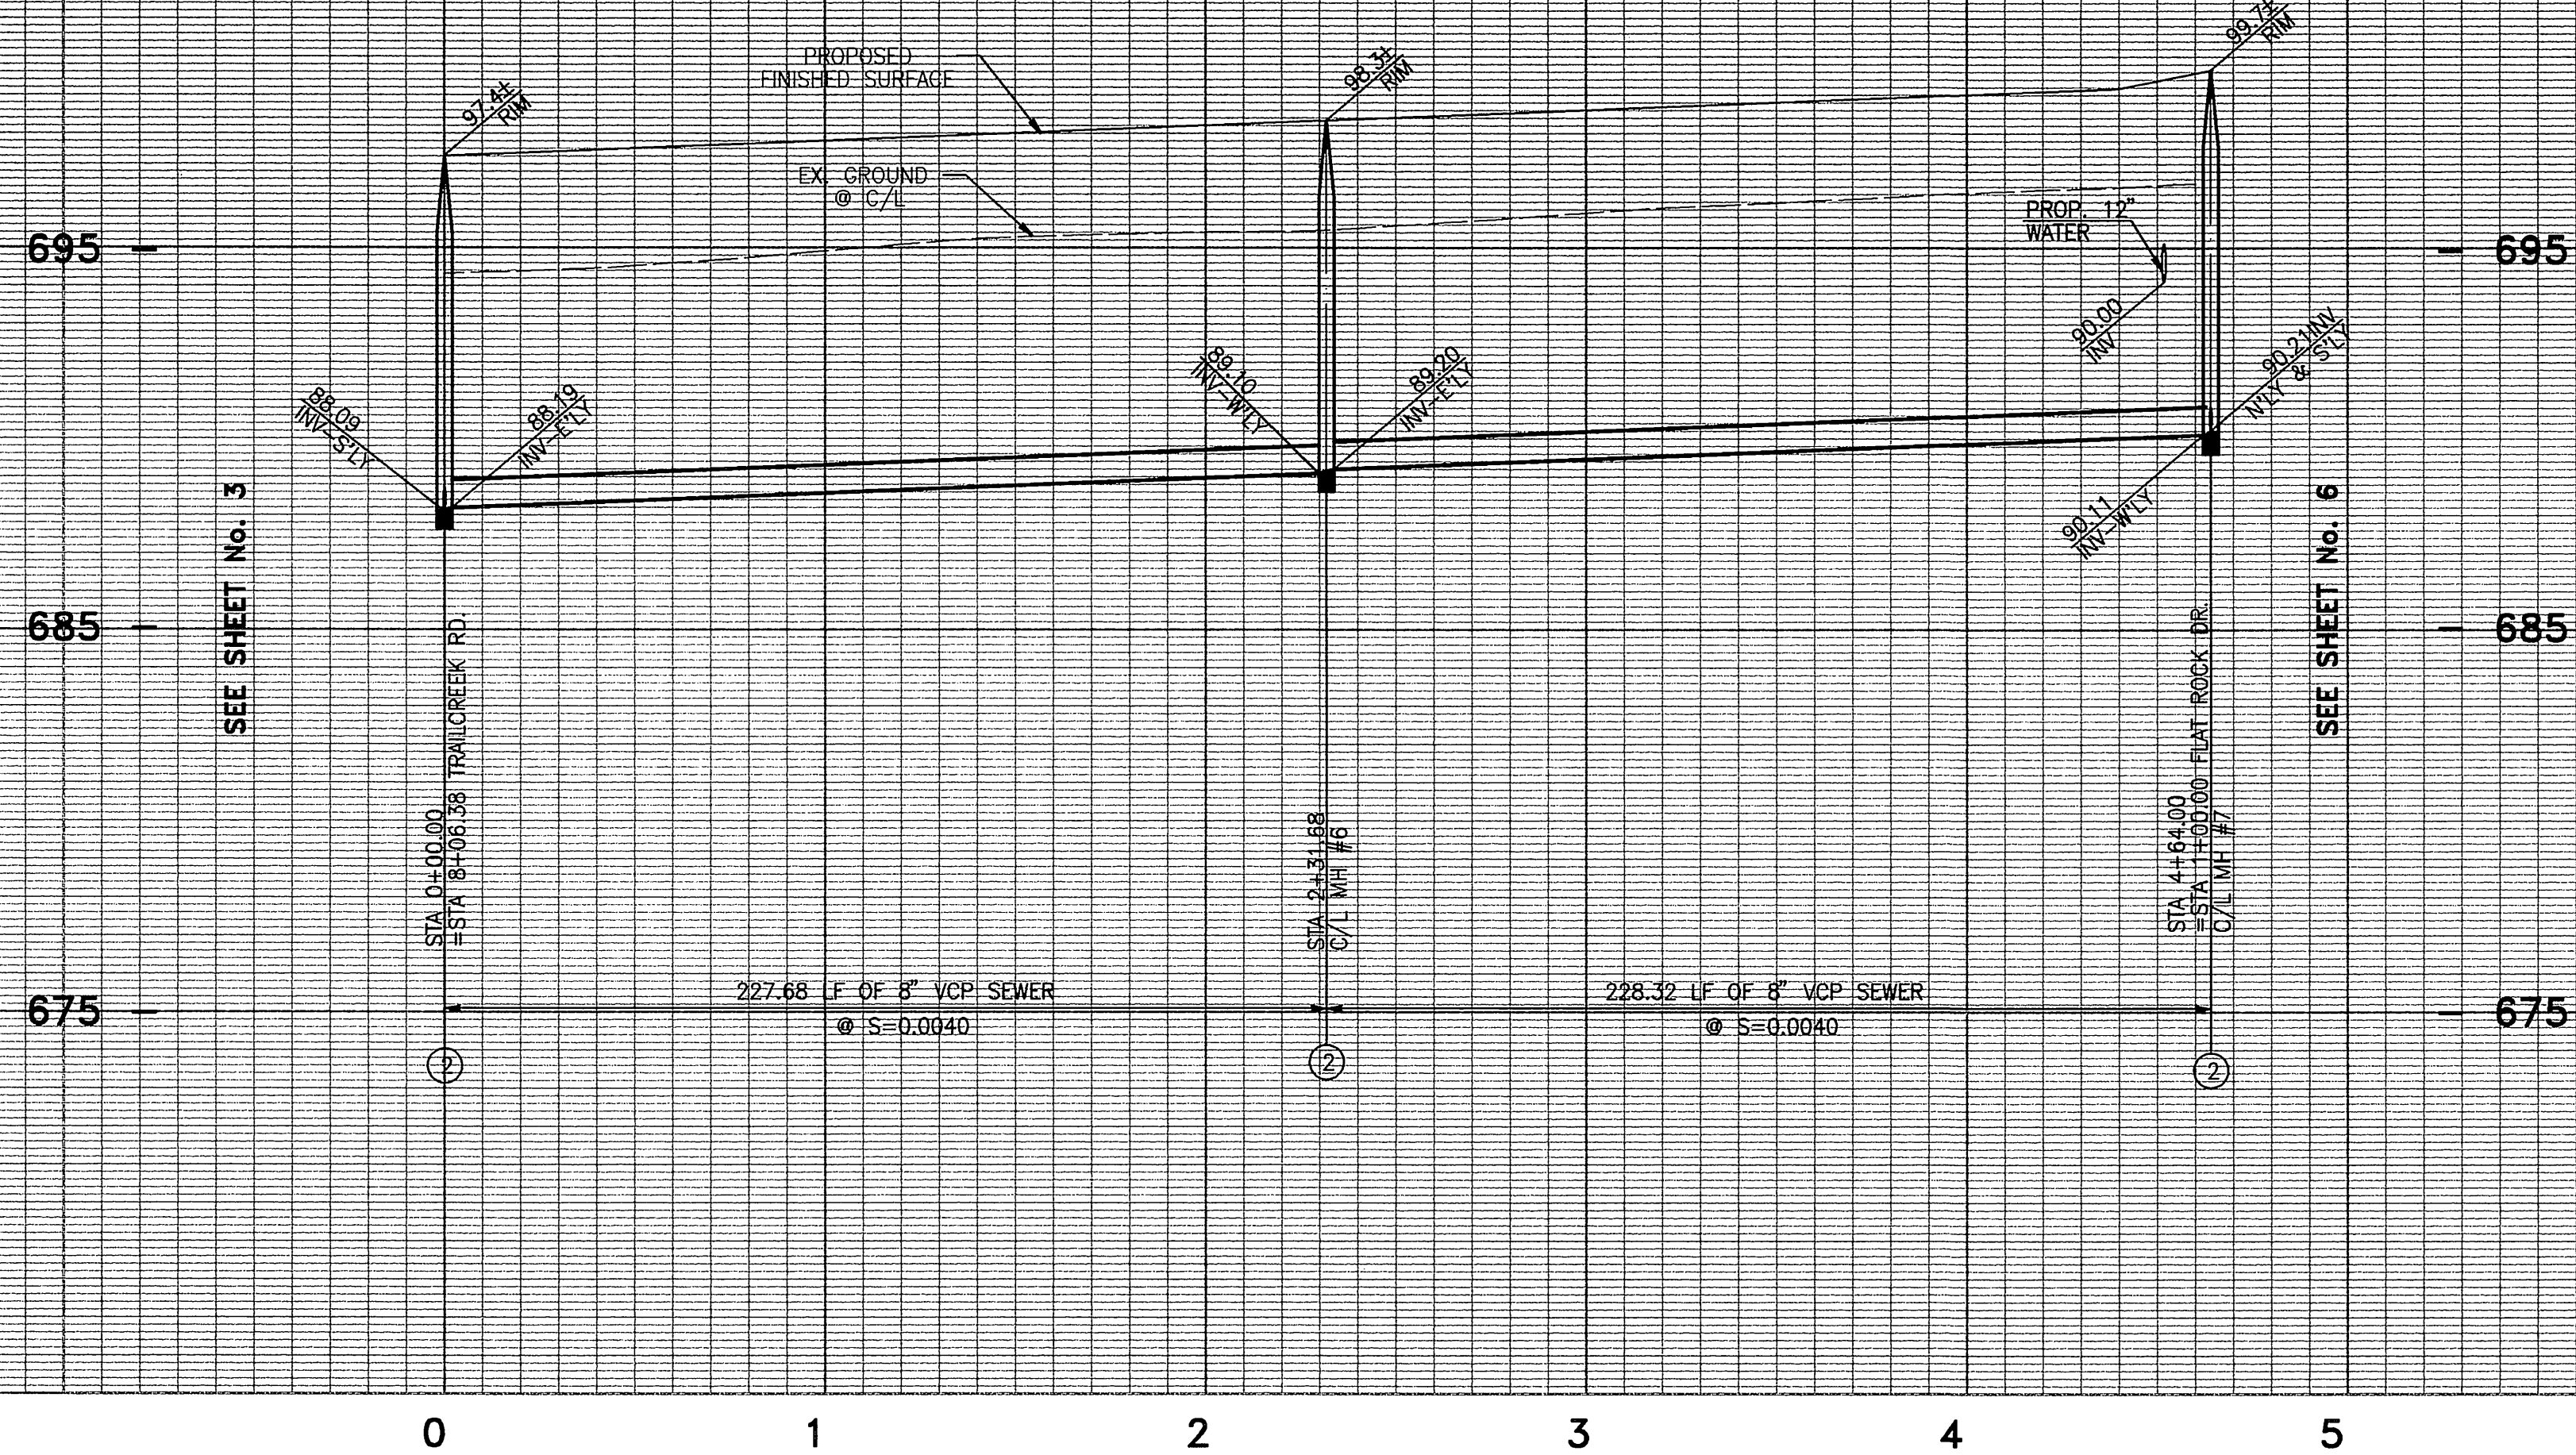 99.7±
RIM
PROPOSED
FINISHED SURFACE
98.3±
RIM
97.4±
RIM
EX. GROUND
@ C/L
PROP. 12"
WATER
695
695
90.00
INV
90.21 INV
N'LY & S'LY
89.10
INV-W'LY
89.20
INV-E'LY
88.09
INV-S'LY
88.19
INV-E'LY
90.11
INV-W'LY
SEE SHEET No. 3
SEE SHEET No. 6
685
685
STA 0+00.00
=STA 8+06.38 TRAILCREEK RD.
STA 2+31.68
C/L MH #6
STA 4+64.00
=STA 1+00.00 FLAT ROCK DR.
C/L MH #7
227.68 LF OF 8" VCP SEWER
@ S=0.0040
228.32 LF OF 8" VCP SEWER
@ S=0.0040
675
675
2
2
2
0 1 2 3 4 5